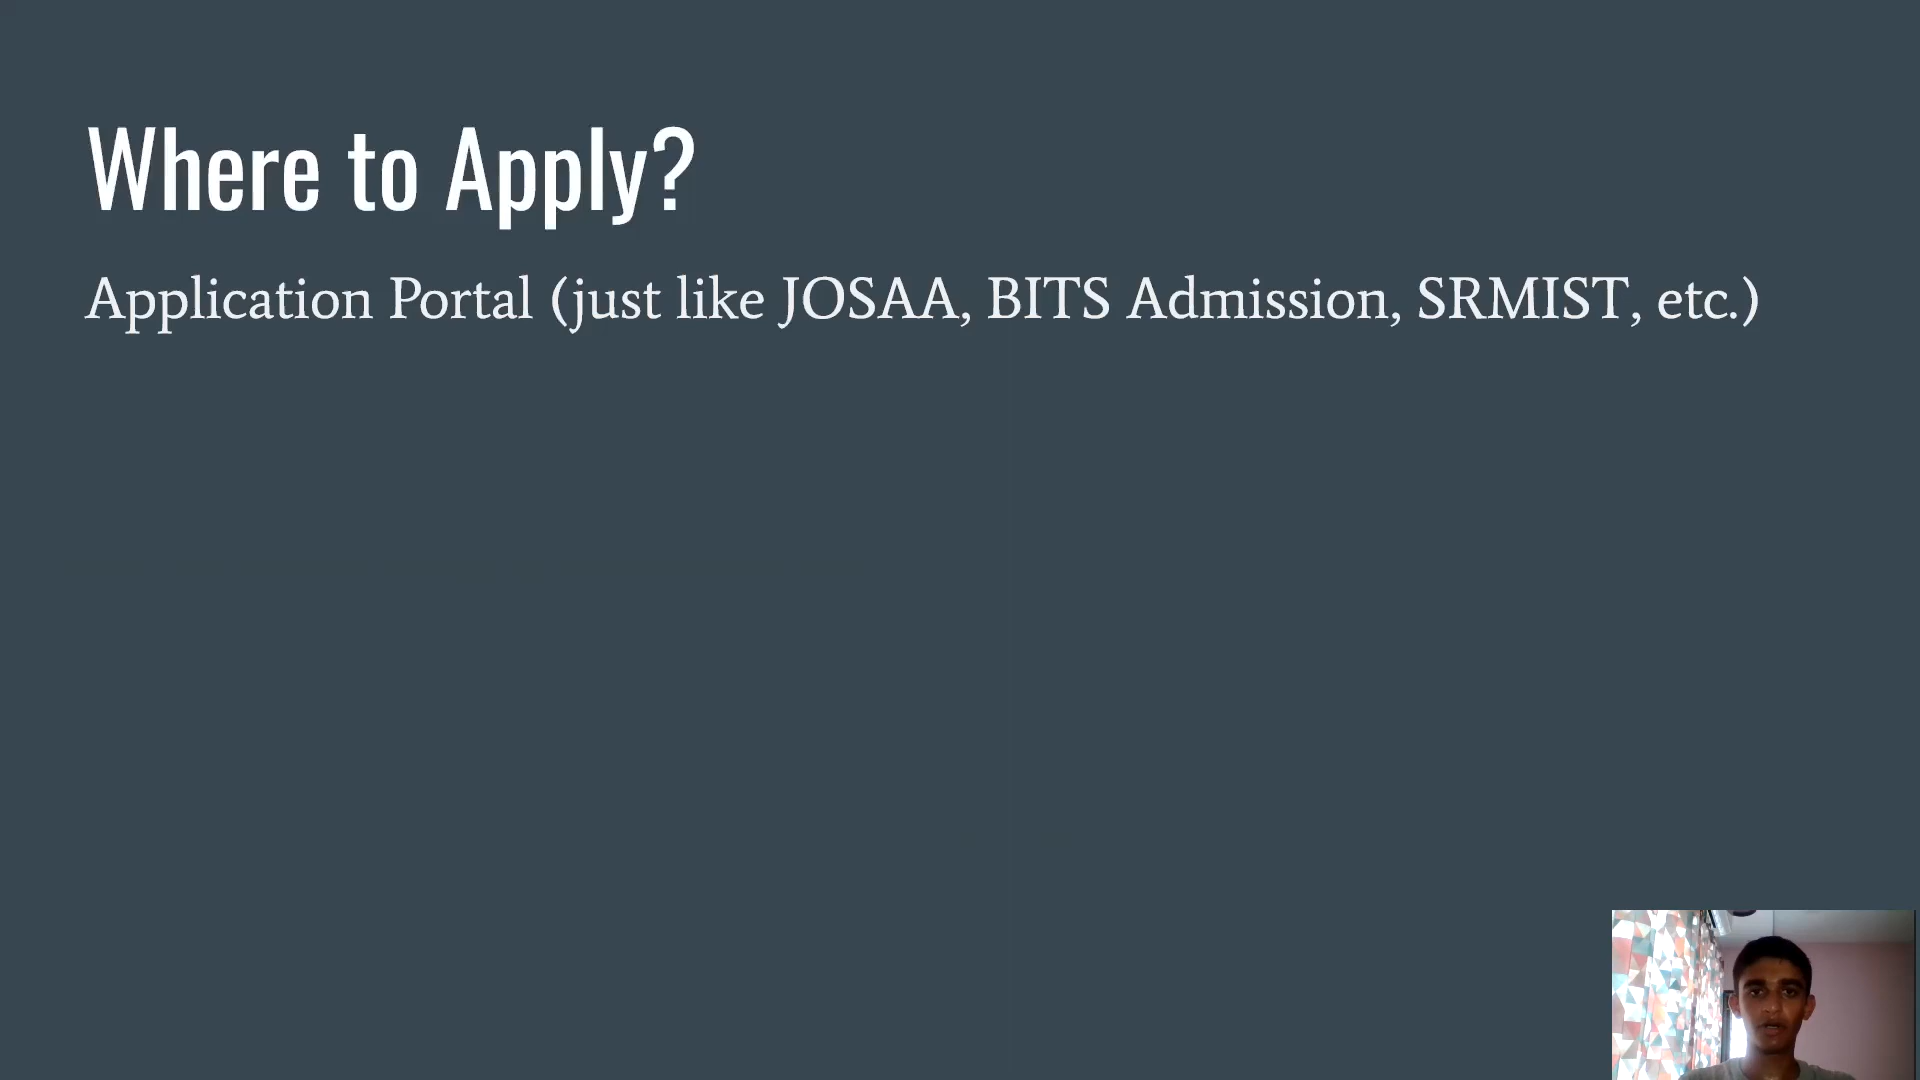 Where to Apply?
Application Portal (just like JOSAA, BITS Admission, SRMIST, etc.)